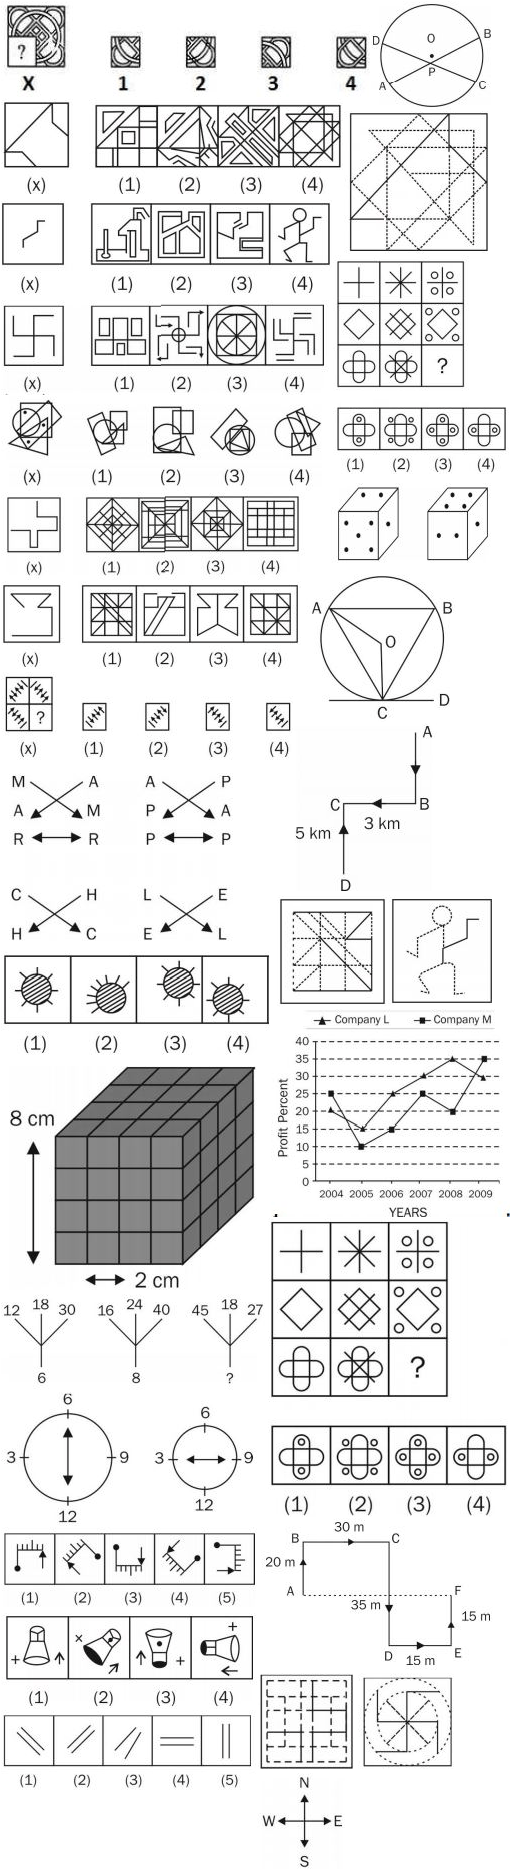 ?
X 1 2 3 4
O
D B
P
A C
(x) (1) (2) (3) (4)
(x) (1) (2) (3) (4)
?
(x) (1) (2) (3) (4)
(1) (2) (3) (4)
(x) (1) (2) (3) (4)
(x) (1) (2) (3) (4)
A B
O
C D
(x) (1) (2) (3) (4)
?
(x) (1) (2) (3) (4)
A
C B
3 km
5 km
D
M A A P
A M P A
R R P P
C H L E
H C E L
(1) (2) (3) (4)
Company L Company M
40
35
30
25
20
15
10
5
0
Profit Percent
2004 2005 2006 2007 2008 2009
YEARS
8 cm
2 cm
12 18 30 16 24 40 45 18 27
6 8 ?
?
6
3 9
12
6
3 9
12
(1) (2) (3) (4)
30 m
B C
20 m
A F
35 m
15 m
D E
15 m
(1) (2) (3) (4) (5)
+ × + +
(1) (2) (3) (4)
(1) (2) (3) (4) (5)
N
W E
S